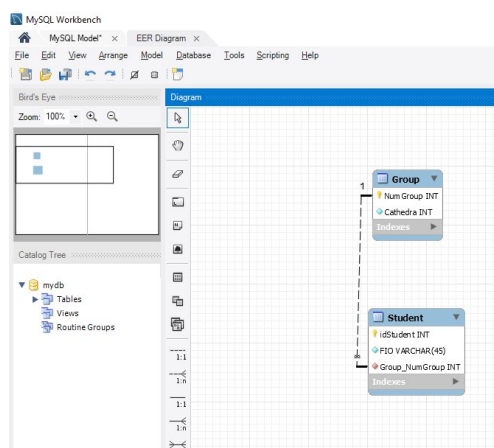 MySQL Workbench
MySQL Model* × EER Diagram ×
File Edit View Arrange Model Database Tools Scripting Help
Bird's Eye
Zoom: 100%
Catalog Tree
mydb
Tables
Views
Routine Groups
Diagram
1:1
1:n
1:1
1:n
1
Group
NumGroup INT
Cathedra INT
Indexes
∞
Student
idStudent INT
FIO VARCHAR(45)
Group_NumGroup INT
Indexes